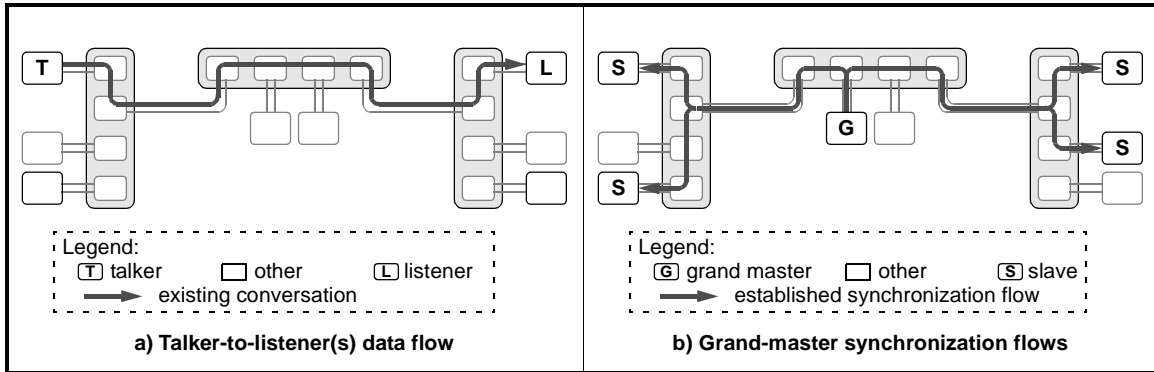 T
L
Legend:
T talker other L listener
existing conversation
a) Talker-to-listener(s) data flow
S
S
G
S
S
Legend:
G grand master other S slave
established synchronization flow
b) Grand-master synchronization flows